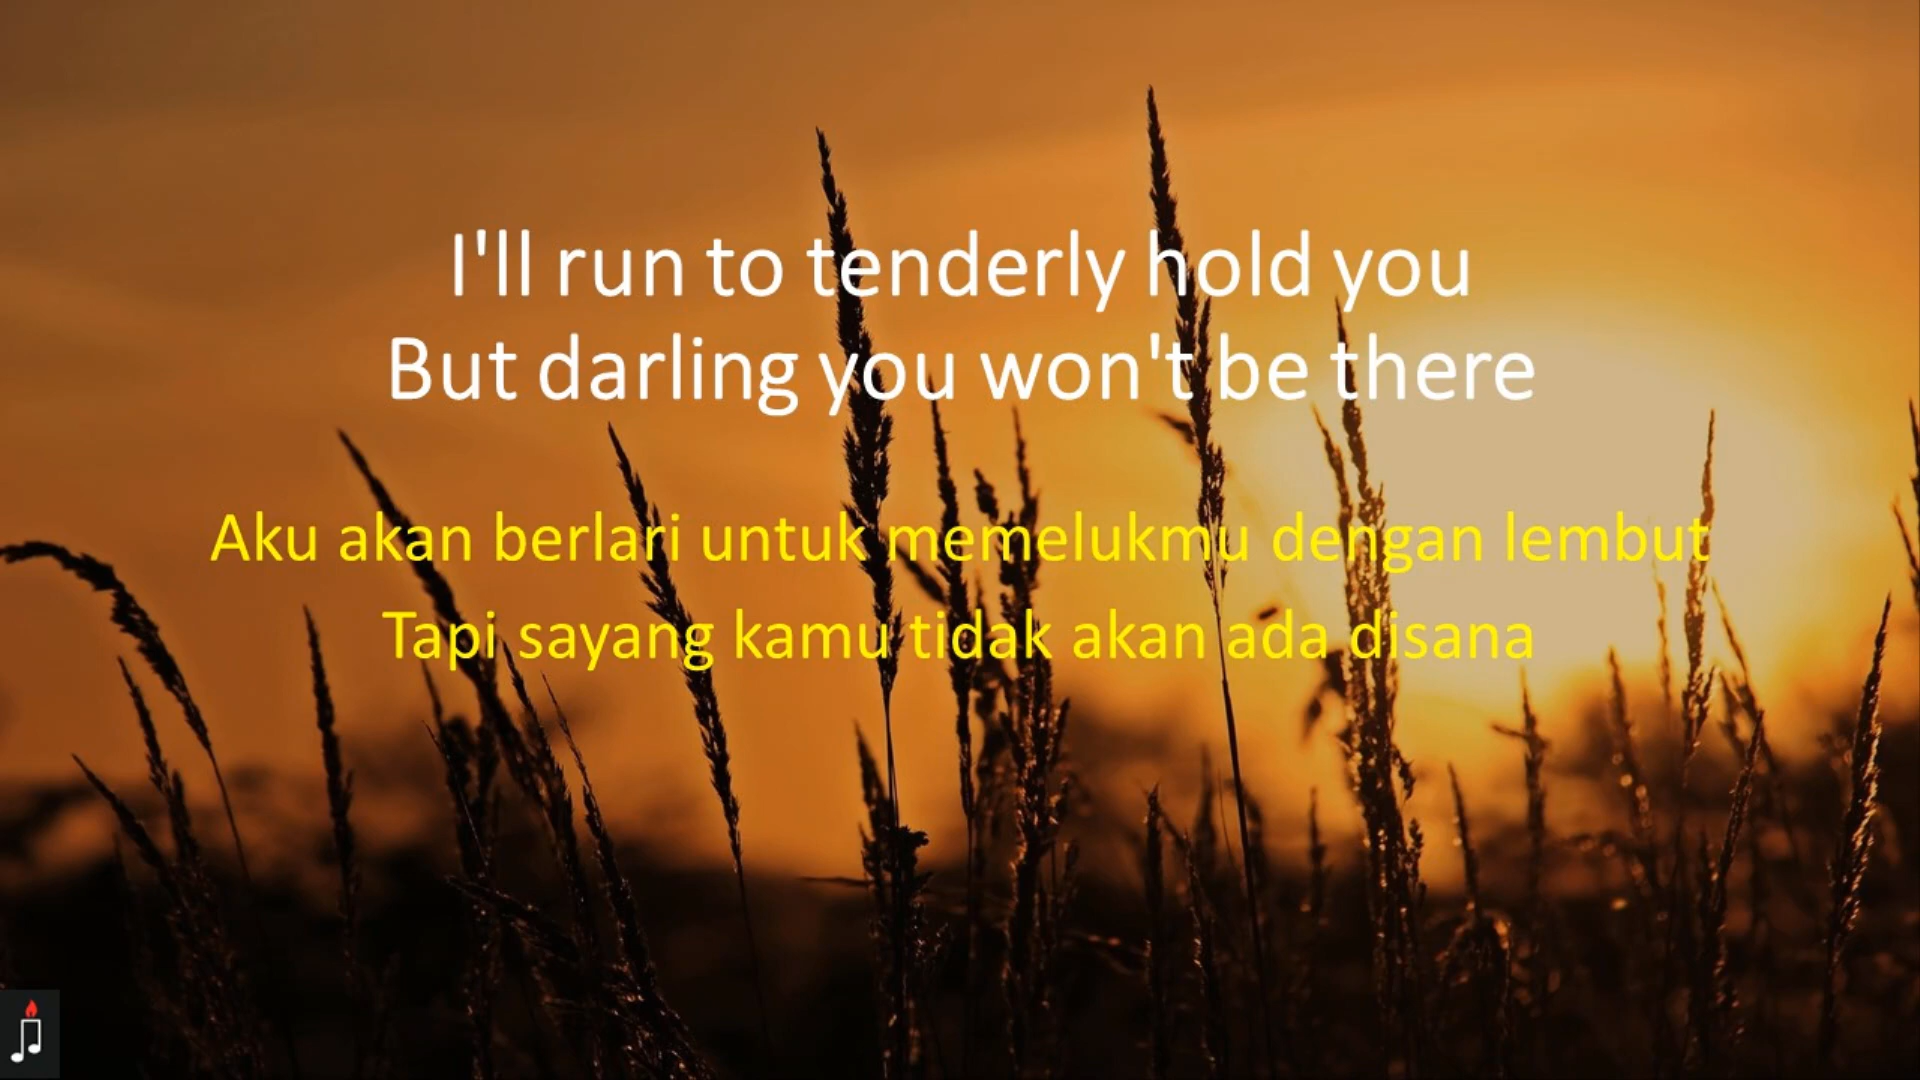 I'll run to tenderly hold you
But darling you won't be there
Aku akan berlari untuk memelukmu dengan lembut
Tapi sayang kamu tidak akan ada disana